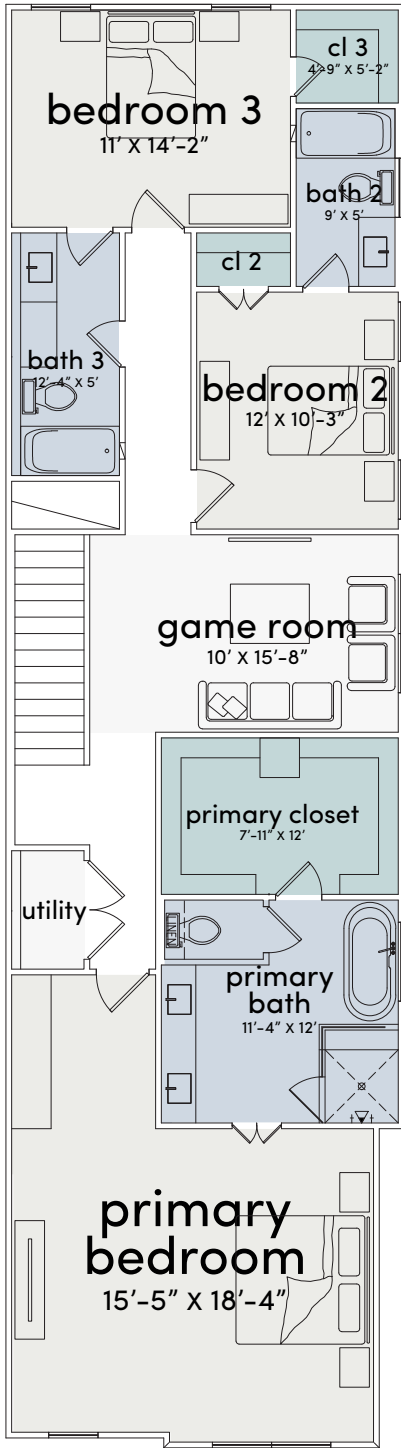 cl 3
4'-9” X 5'-2”
bedroom 3
11’ X 14’-2”
bath 2
9’ X 5’
cl 2
bath 3
12’-4” X 5’
bedroom 2
12’ X 10’-3”
game room
10’ X 15’-8”
primary closet
7’-11” X 12’
utility
LINEN
primary
bath
11’-4” X 12’
primary
bedroom
15’-5” X 18’-4”